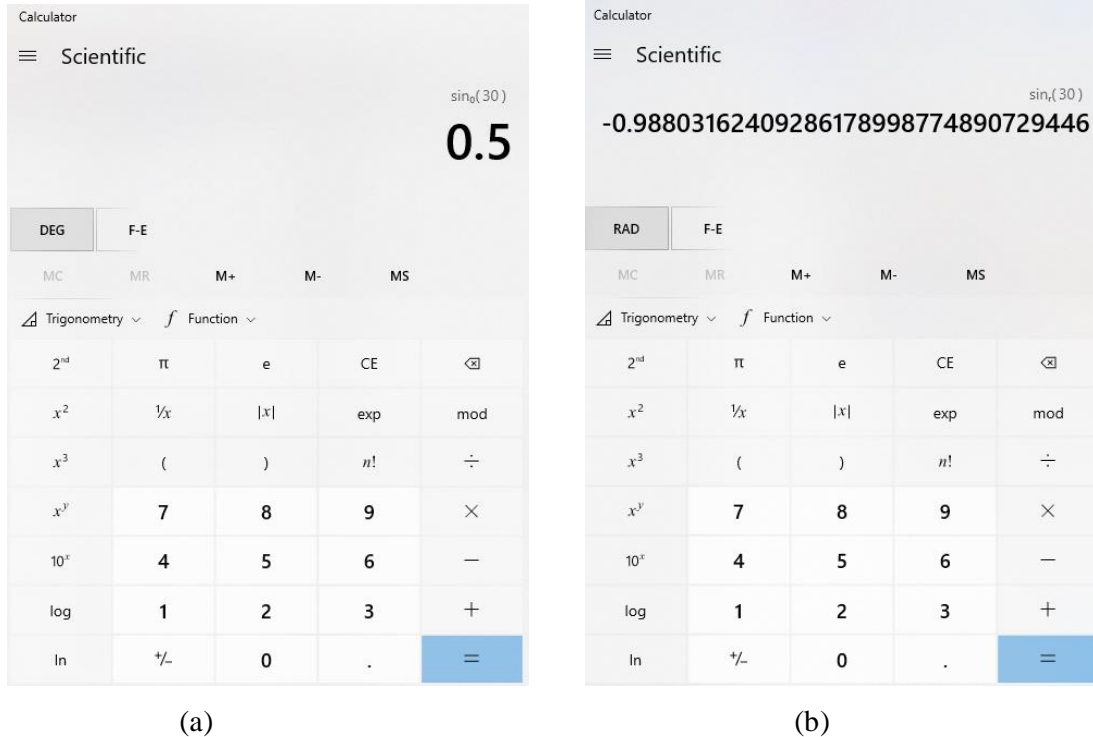 Calculator
Scientific
sin₀(30)
0.5
DEG F-E
MC MR M+ M- MS
Trigonometry f Function
2ⁿᵈ π e CE
x² ¹/x |x| exp mod
x³ ( ) n! ÷
xʸ 7 8 9 ×
10ˣ 4 5 6 −
log 1 2 3 +
ln +/− 0 . =
(a)
Calculator
Scientific
sinᵣ(30)
-0.9880316240928617899877489072944​6
RAD F-E
MC MR M+ M- MS
Trigonometry f Function
2ⁿᵈ π e CE
x² ¹/x |x| exp mod
x³ ( ) n! ÷
xʸ 7 8 9 ×
10ˣ 4 5 6 −
log 1 2 3 +
ln +/− 0 . =
(b)